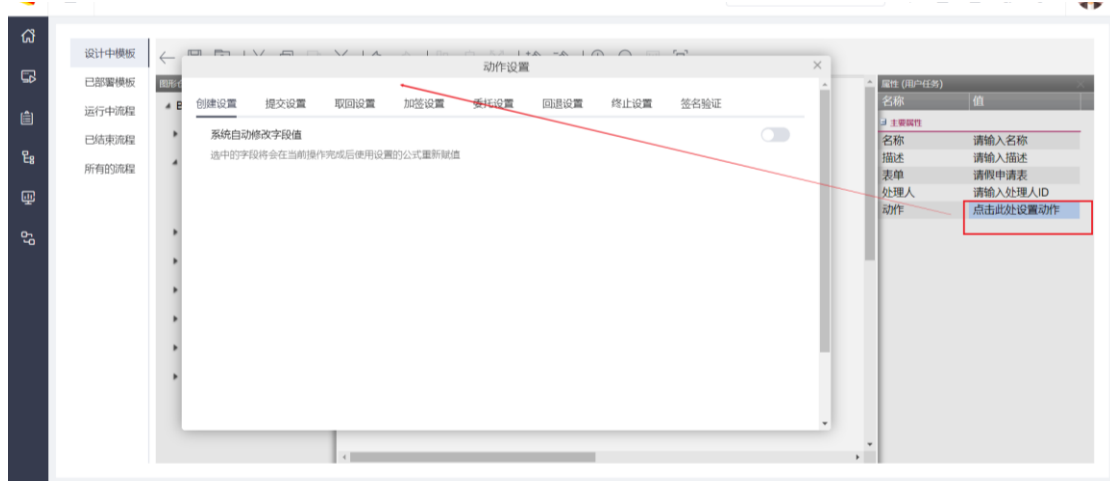 设计中模板
已部署模板
运行中流程
已结束流程
所有的流程
图形
B
动作设置
创建设置 提交设置 取回设置 加签设置 委托设置 回退设置 终止设置 签名验证
系统自动修改字段值
选中的字段将会在当前操作完成后使用设置的公式重新赋值
属性 (用户任务)
名称 值
主要属性
名称 请输入名称
描述 请输入描述
表单 请假申请表
处理人 请输入处理人ID
动作 点击此处设置动作